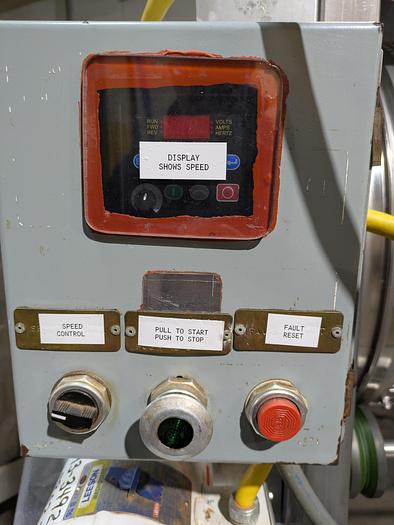 RUN
FWD
REV
VOLTS
AMPS
HERTZ
DISPLAY
SHOWS SPEED
SPEED
CONTROL
PULL TO START
PUSH TO STOP
FAULT
RESET
LEESON